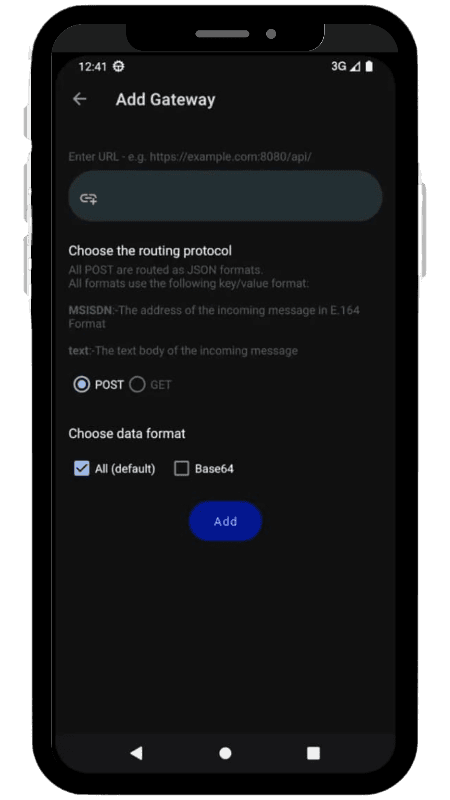 12:41 3G
Add Gateway
Enter URL - e.g. https://example.com:8080/api/
Choose the routing protocol
All POST are routed as JSON formats.
All formats use the following key/value format:
MSISDN:-The address of the incoming message in E.164
Format
text:-The text body of the incoming message
POST GET
Choose data format
All (default) Base64
Add